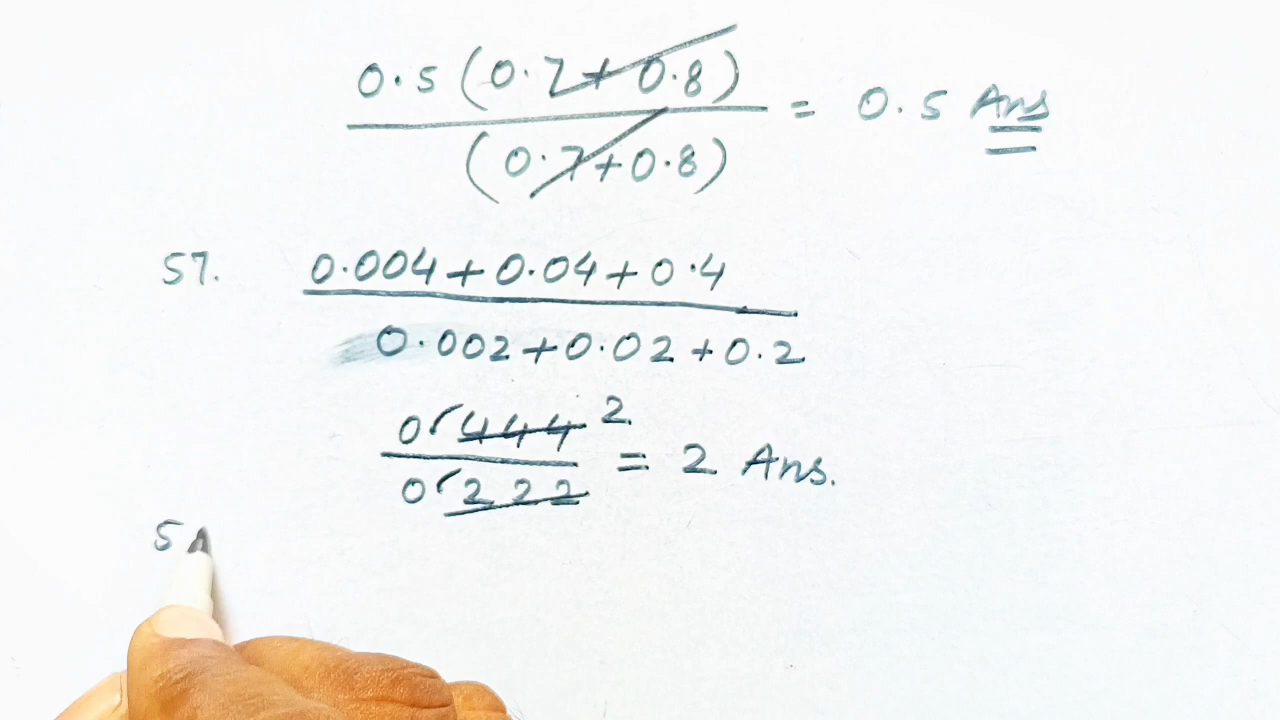 0.5 (0.7 + 0.8)
(0.7 + 0.8)
= 0.5 Ans
57. 0.004 + 0.04 + 0.4
0.002 + 0.02 + 0.2
0.444 2
0.222
= 2 Ans.
5